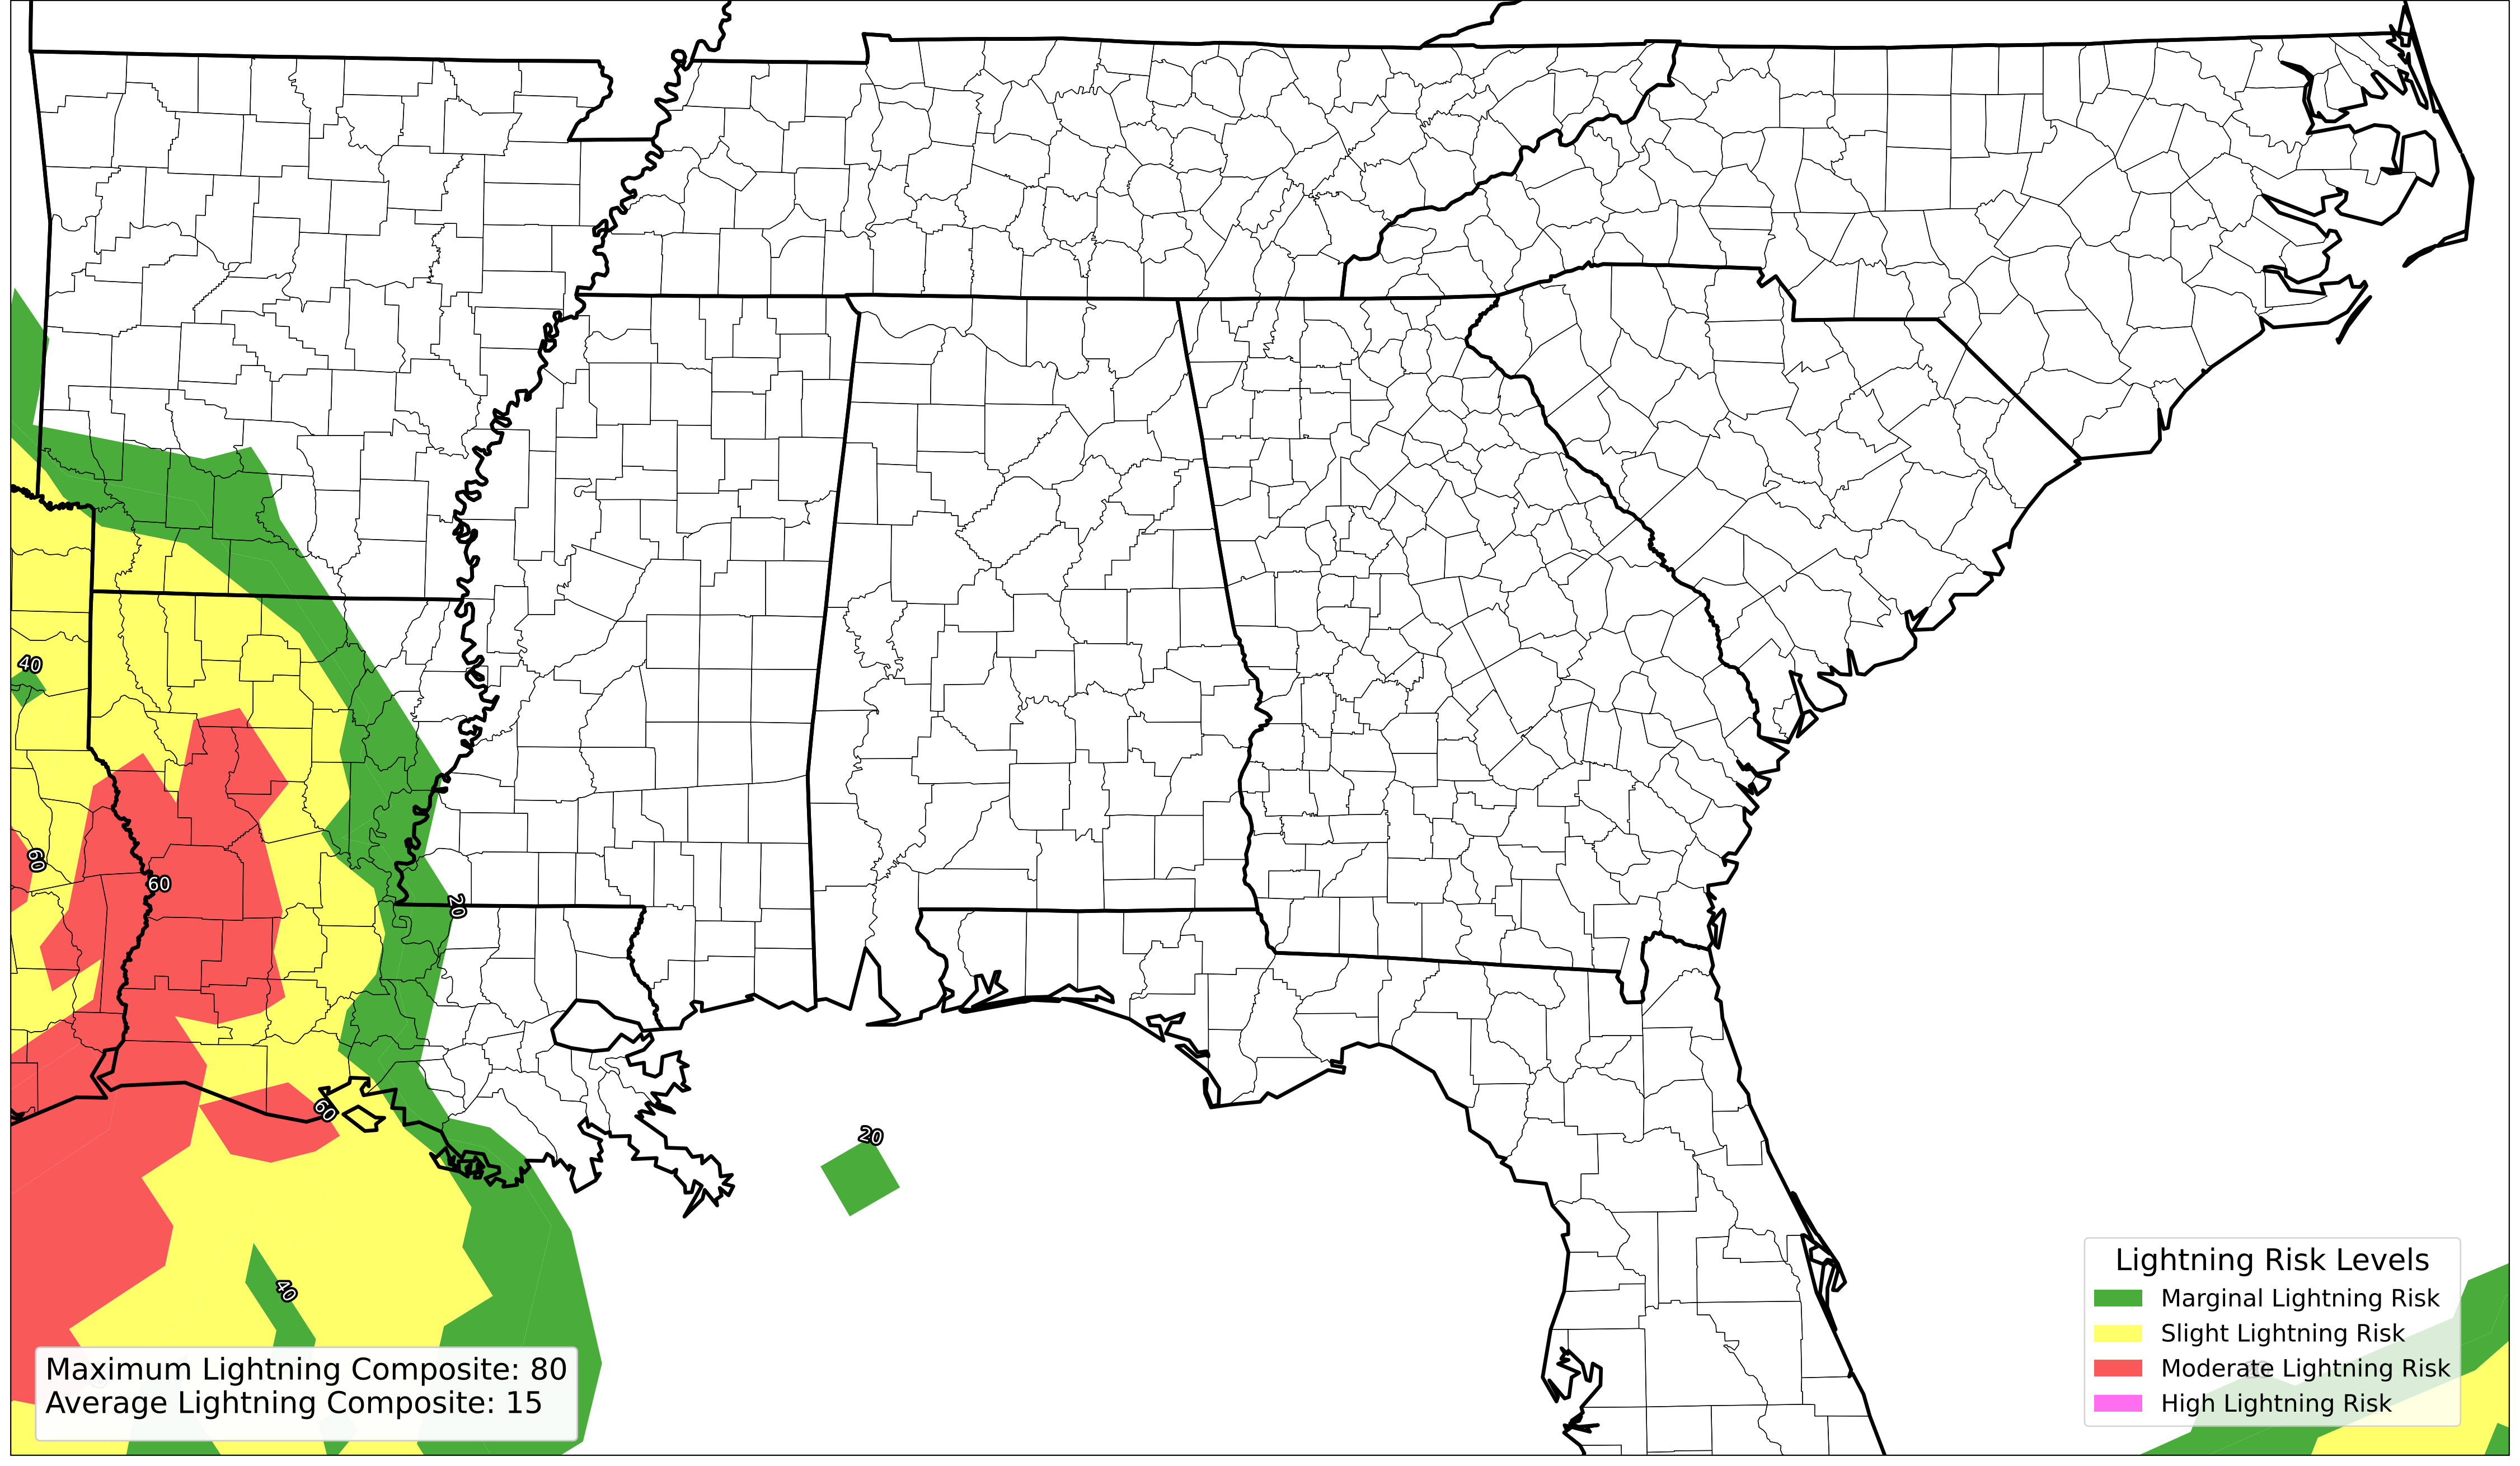 40
60
60
20
60
20
40
Maximum Lightning Composite: 80
Average Lightning Composite: 15
Lightning Risk Levels
Marginal Lightning Risk
Slight Lightning Risk
Moderate Lightning Risk
High Lightning Risk